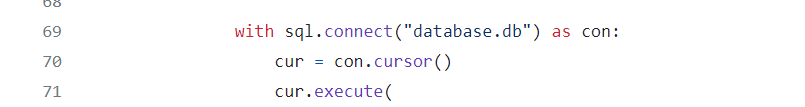 68
69 with sql.connect("database.db") as con:
70 cur = con.cursor()
71 cur.execute(